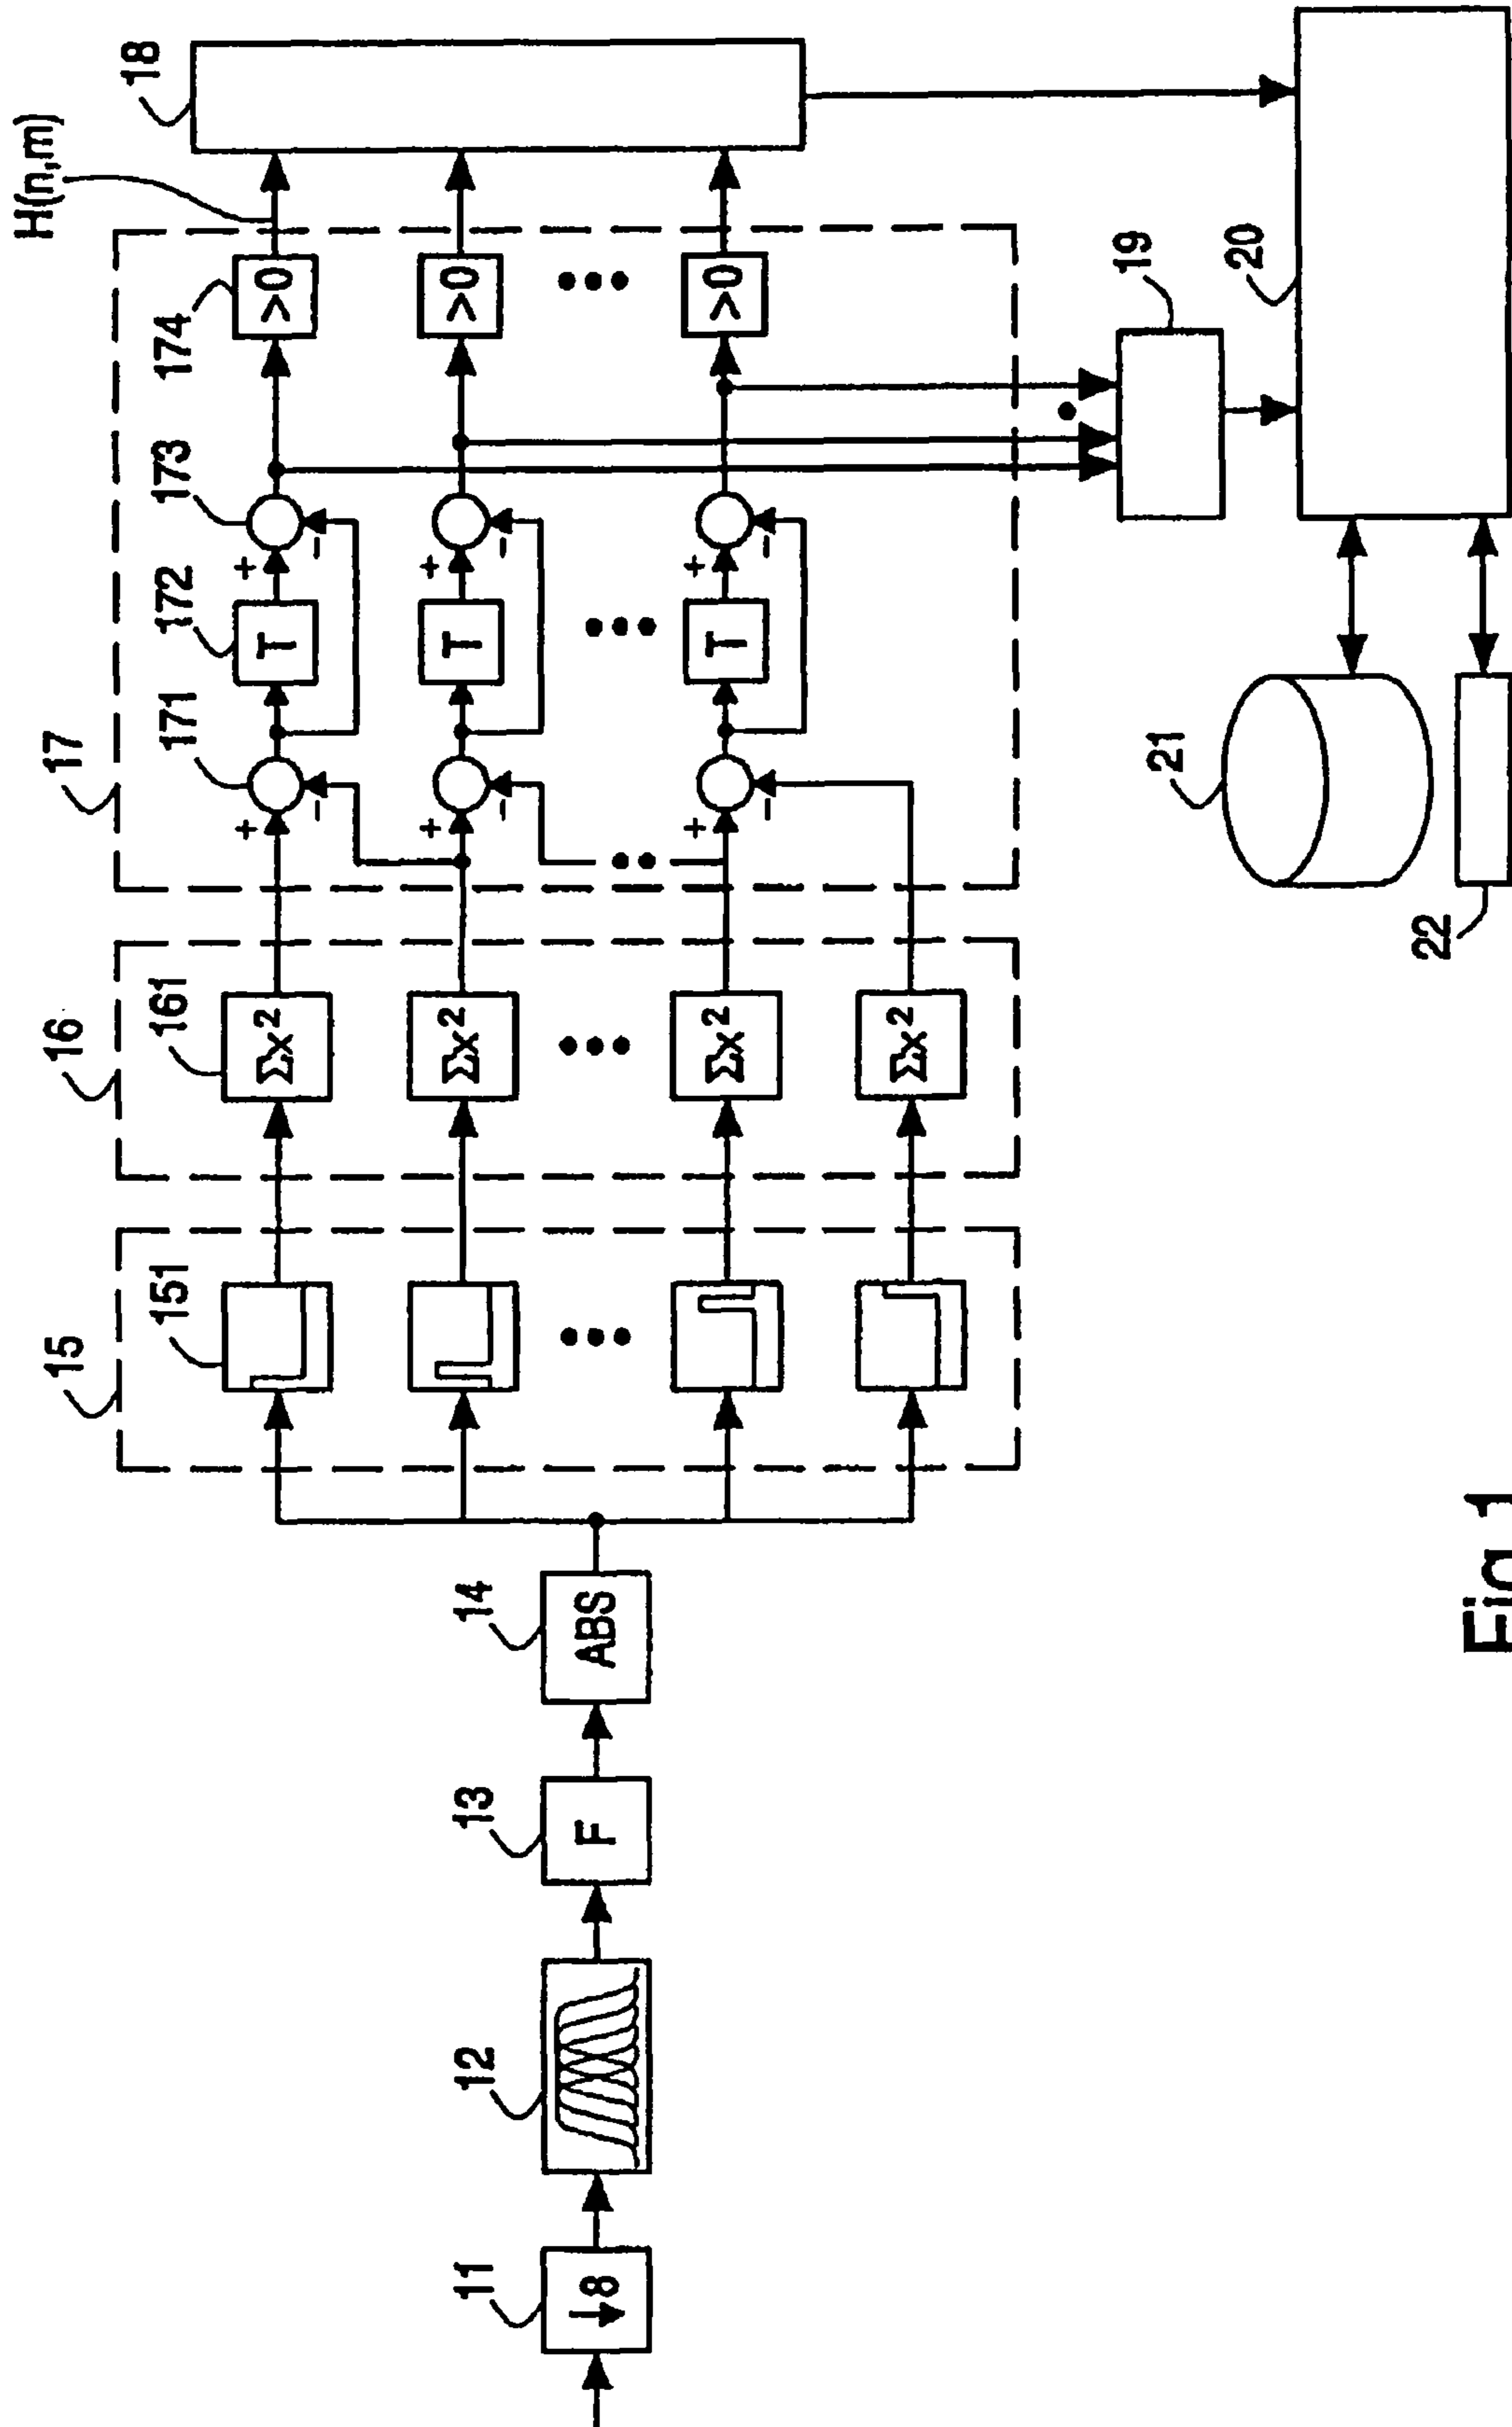 H(n,m)
15 16 17
18
151 161 171 172 173 174
+ +
Σx² T >0
− −
+ +
11 12 13 14
Σx² T >0
− −
↓8 F ABS
+ +
Σx² T >0
− −
Σx²
19
21
20
22
Fig.1